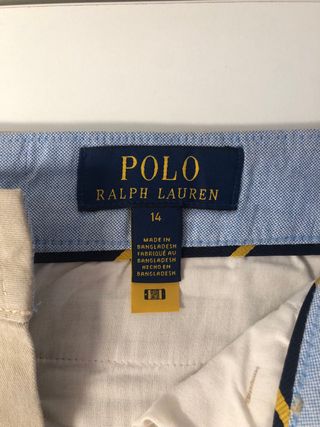 POLO
RALPH LAUREN
14
MADE IN
BANGLADESH
FABRIQUÉ AU
BANGLADESH
HECHO EN
BANGLADESH